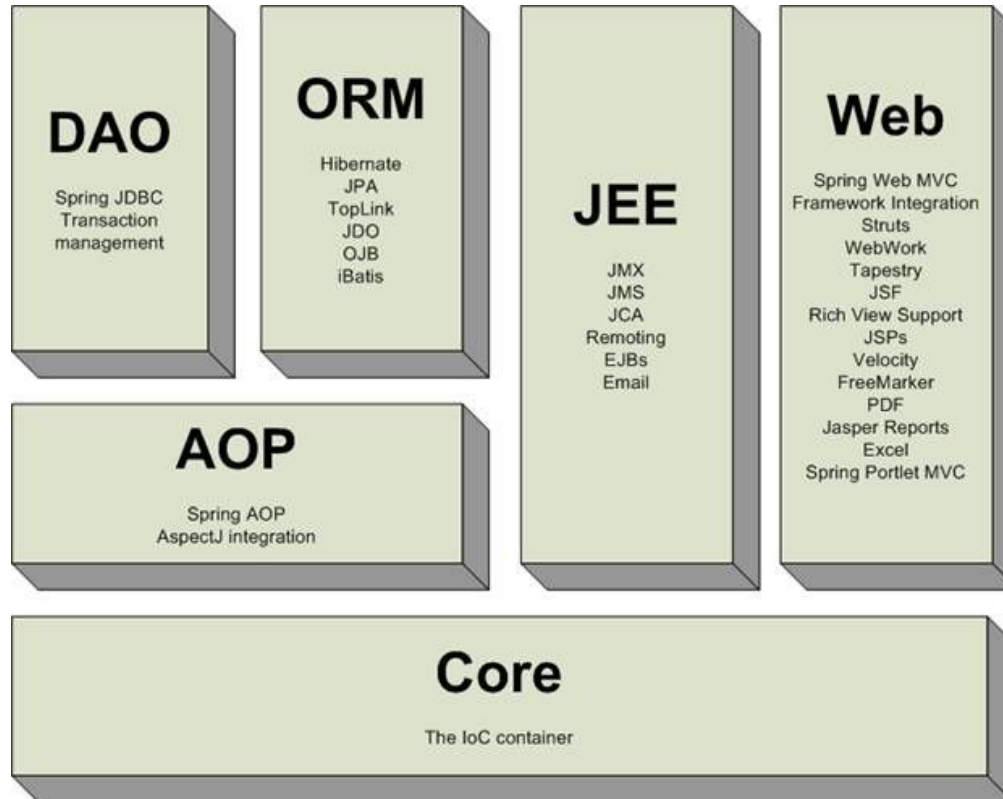 DAO
Spring JDBC
Transaction
management
ORM
Hibernate
JPA
TopLink
JDO
OJB
iBatis
JEE
JMX
JMS
JCA
Remoting
EJBs
Email
Web
Spring Web MVC
Framework Integration
Struts
WebWork
Tapestry
JSF
Rich View Support
JSPs
Velocity
FreeMarker
PDF
Jasper Reports
Excel
Spring Portlet MVC
AOP
Spring AOP
AspectJ integration
Core
The IoC container